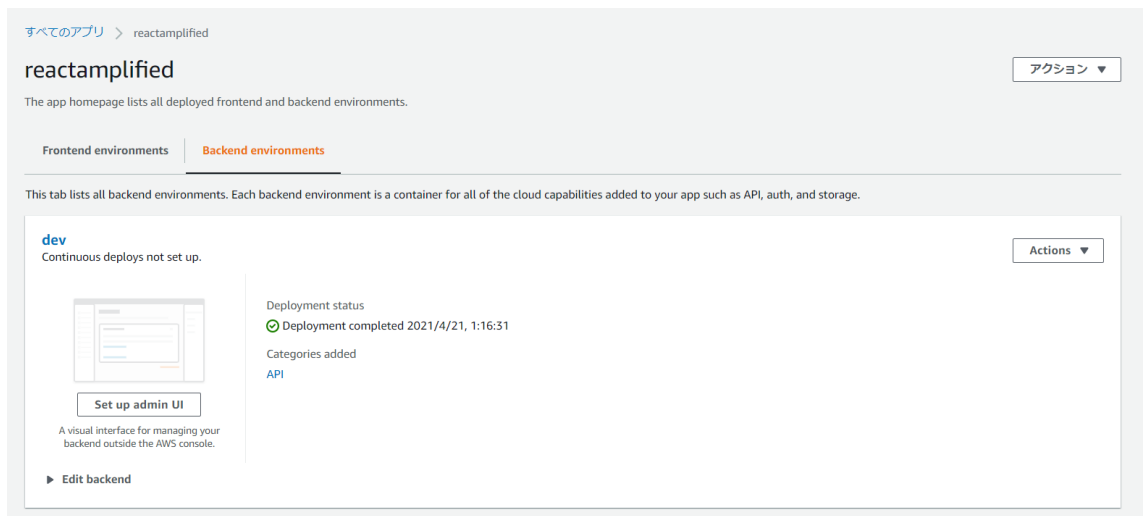 すべてのアプリ > reactamplified
reactamplified
アクション ▼
The app homepage lists all deployed frontend and backend environments.
Frontend environments
Backend environments
This tab lists all backend environments. Each backend environment is a container for all of the cloud capabilities added to your app such as API, auth, and storage.
dev
Continuous deploys not set up.
Actions ▼
Deployment status
Deployment completed 2021/4/21, 1:16:31
Categories added
API
Set up admin UI
A visual interface for managing your
backend outside the AWS console.
▶ Edit backend